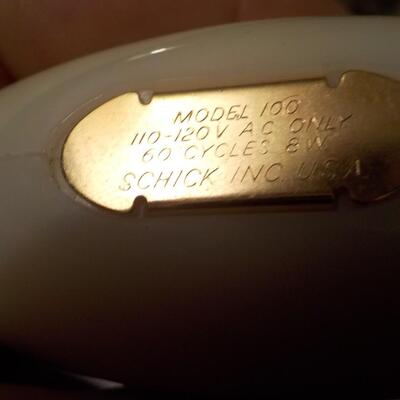 MODEL 100
110-120V AC ONLY
60 CYCLES 8W
SCHICK INC. USA